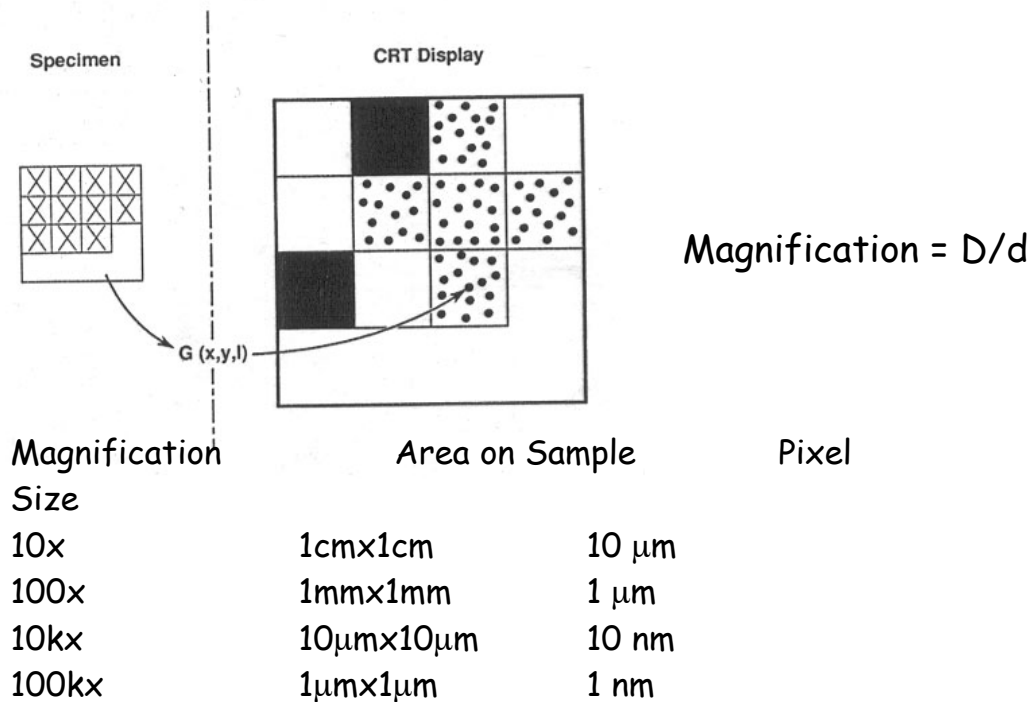 Specimen
CRT Display
G (x,y,I)
Magnification = D/d
Magnification Area on Sample Pixel
Size
10x 1cmx1cm 10 μm
100x 1mmx1mm 1 μm
10kx 10μmx10μm 10 nm
100kx 1μmx1μm 1 nm